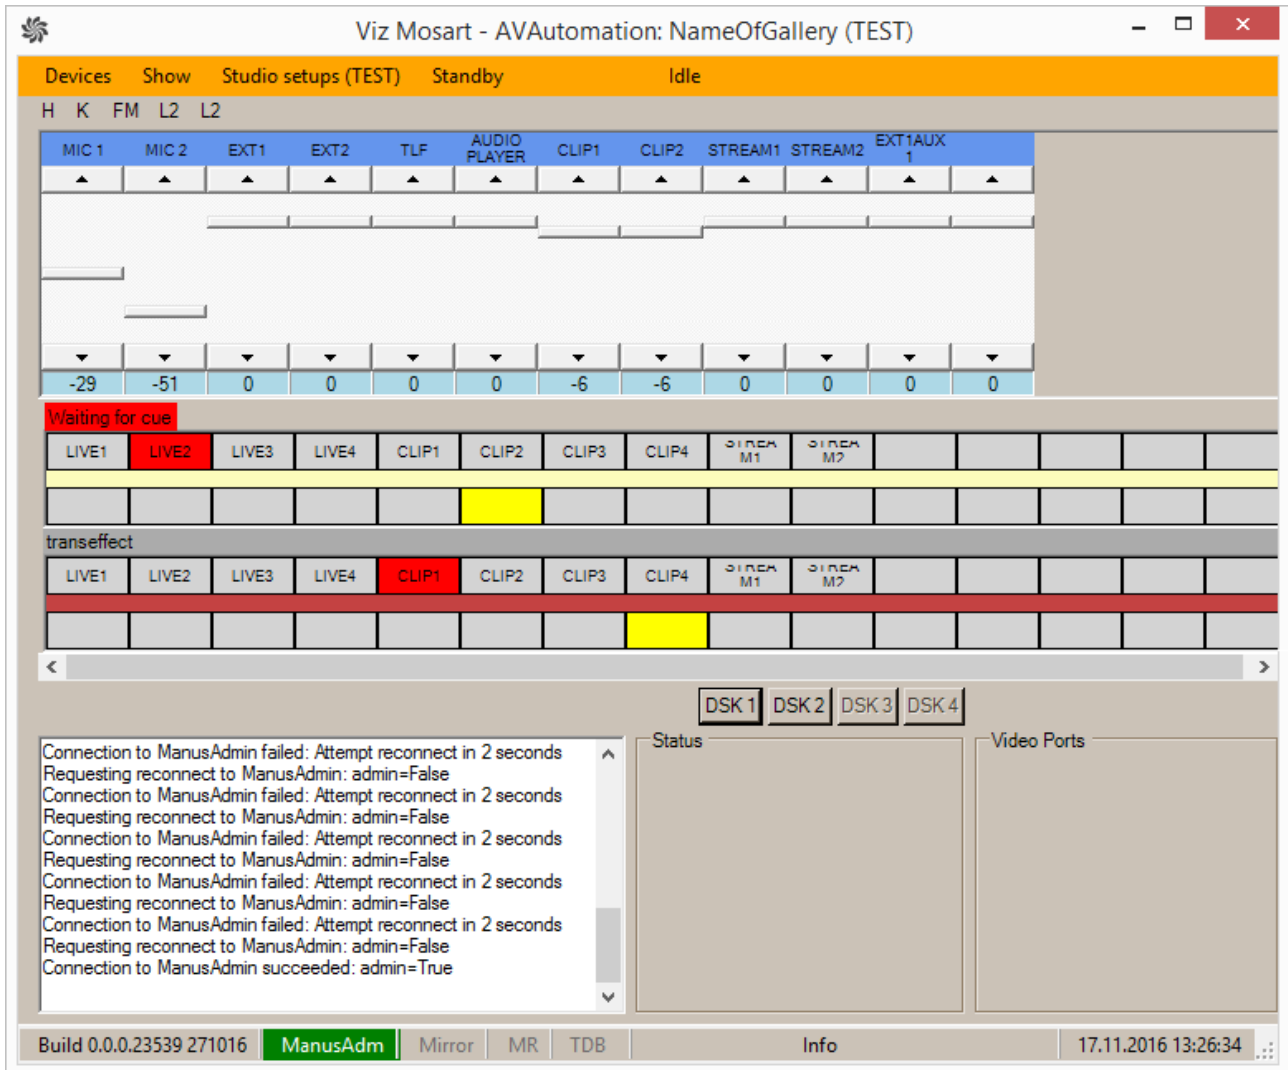 Viz Mosart - AVAutomation: NameOfGallery (TEST)
Devices Show Studio setups (TEST) Standby Idle
H K FM L2 L2
MIC 1 MIC 2 EXT1 EXT2 TLF AUDIO PLAYER CLIP1 CLIP2 STREAM1 STREAM2 EXT1AUX 1
-29 -51 0 0 0 0 -6 -6 0 0 0 0
Waiting for cue
LIVE1 LIVE2 LIVE3 LIVE4 CLIP1 CLIP2 CLIP3 CLIP4 STREA M1 STREA M2
transeffect
LIVE1 LIVE2 LIVE3 LIVE4 CLIP1 CLIP2 CLIP3 CLIP4 STREA M1 STREA M2
DSK 1 DSK 2 DSK 3 DSK 4
Connection to ManusAdmin failed: Attempt reconnect in 2 seconds
Requesting reconnect to ManusAdmin: admin=False
Connection to ManusAdmin failed: Attempt reconnect in 2 seconds
Requesting reconnect to ManusAdmin: admin=False
Connection to ManusAdmin failed: Attempt reconnect in 2 seconds
Requesting reconnect to ManusAdmin: admin=False
Connection to ManusAdmin failed: Attempt reconnect in 2 seconds
Requesting reconnect to ManusAdmin: admin=False
Connection to ManusAdmin failed: Attempt reconnect in 2 seconds
Requesting reconnect to ManusAdmin: admin=False
Connection to ManusAdmin succeeded: admin=True
Status
Video Ports
Build 0.0.0.23539 271016 ManusAdm Mirror MR TDB Info 17.11.2016 13:26:34